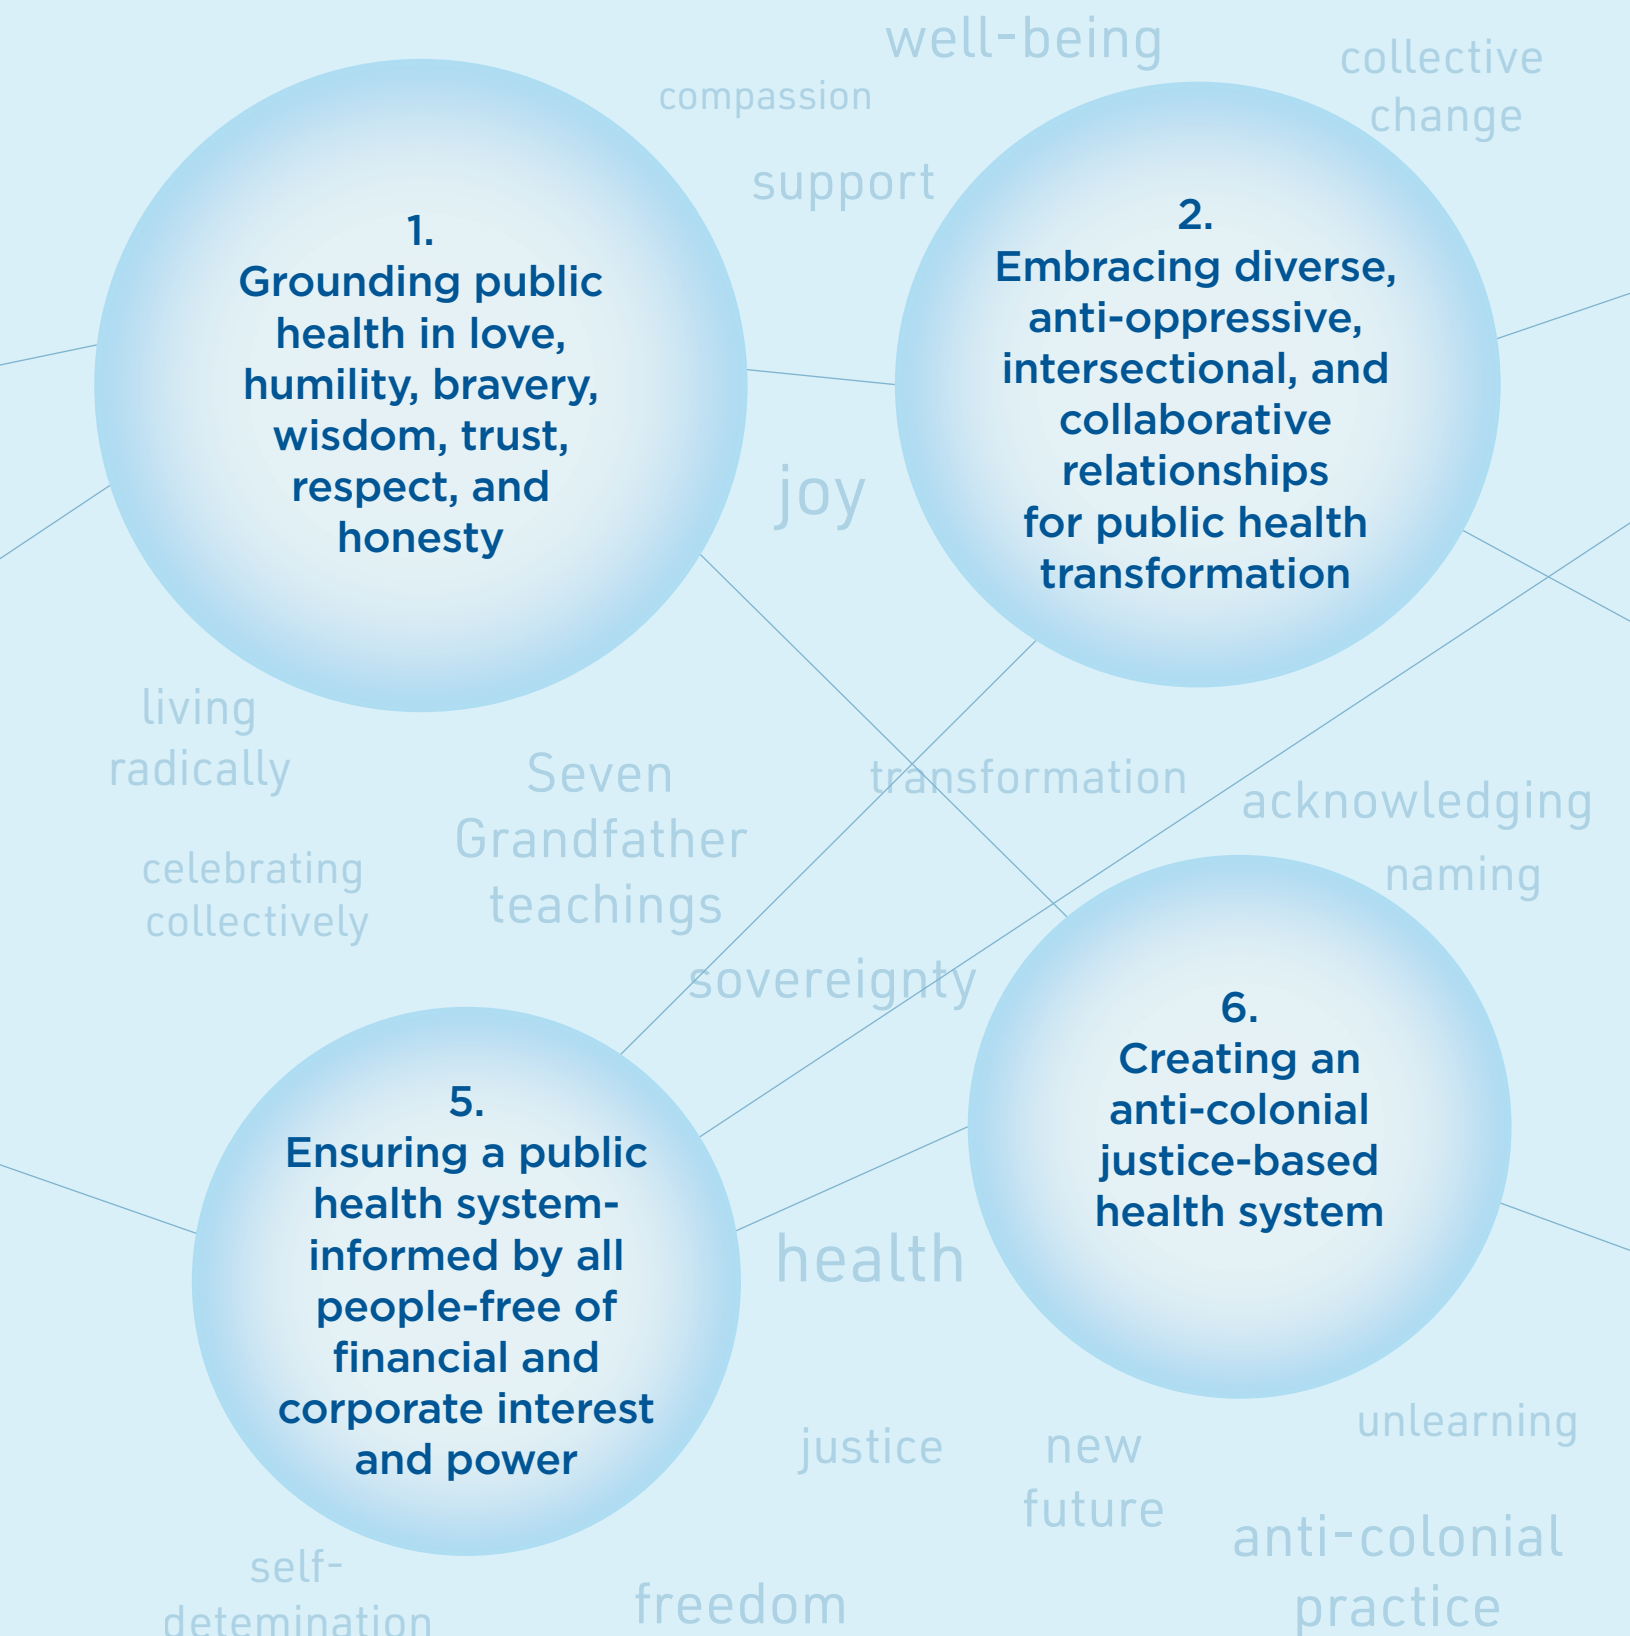 well-being
collective
change
compassion
support
1.
Grounding public
health in love,
humility, bravery,
wisdom, trust,
respect, and
honesty
2.
Embracing diverse,
anti-oppressive,
intersectional, and
collaborative
relationships
for public health
transformation
joy
living
radically
Seven
Grandfather
teachings
transformation
acknowledging
naming
celebrating
collectively
sovereignty
5.
Ensuring a public
health system-
informed by all
people-free of
financial and
corporate interest
and power
6.
Creating an
anti-colonial
justice-based
health system
health
justice
new
future
unlearning
anti-colonial
practice
self-
detemination
freedom